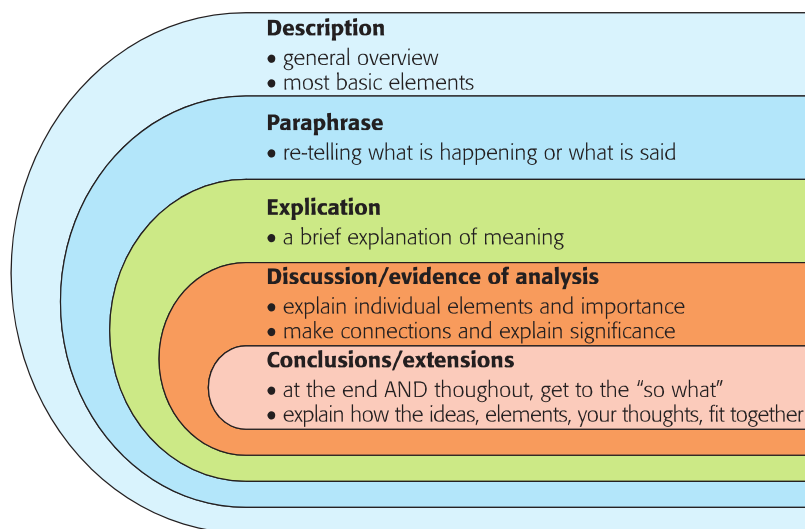 Description
• general overview
• most basic elements
Paraphrase
• re-telling what is happening or what is said
Explication
• a brief explanation of meaning
Discussion/evidence of analysis
• explain individual elements and importance
• make connections and explain significance
Conclusions/extensions
• at the end AND thoughout, get to the “so what”
• explain how the ideas, elements, your thoughts, fit together